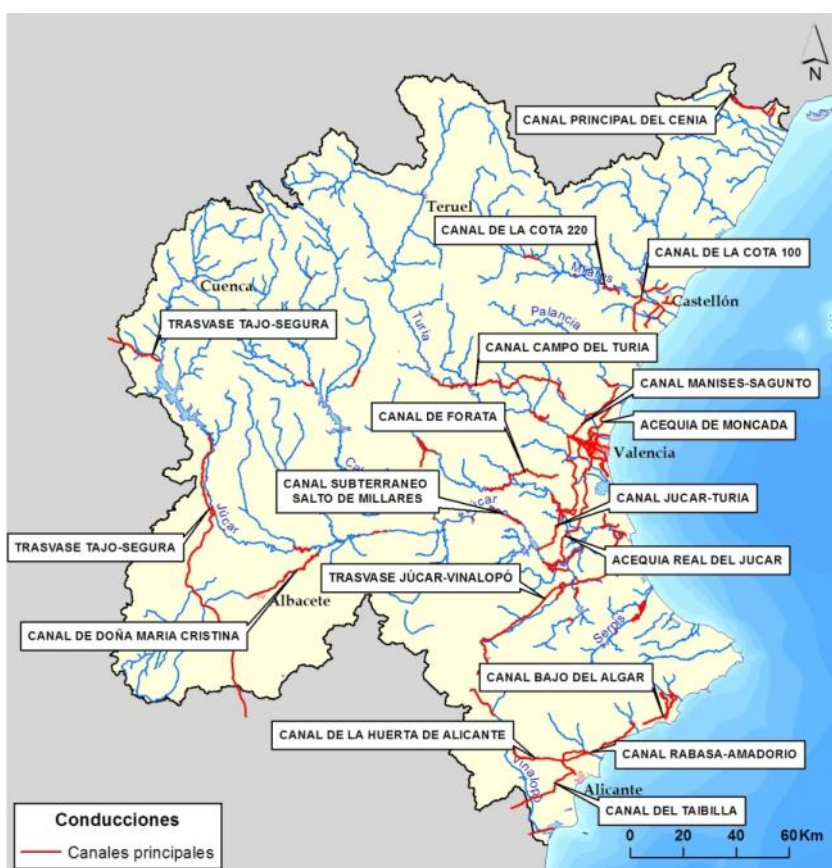 N
CANAL PRINCIPAL DEL CENIA
Teruel
CANAL DE LA COTA 220
CANAL DE LA COTA 100
Mijares
Cuenca
Castellón
Palancia
TRASVASE TAJO-SEGURA
Turia
CANAL CAMPO DEL TURIA
CANAL MANISES-SAGUNTO
CANAL DE FORATA
ACEQUIA DE MONCADA
Valencia
CANAL SUBTERRANEO
SALTO DE MILLARES
CANAL JUCAR-TURIA
Júcar
TRASVASE TAJO-SEGURA
ACEQUIA REAL DEL JUCAR
TRASVASE JÚCAR-VINALOPÓ
Albacete
CANAL DE DOÑA MARIA CRISTINA
Serpis
CANAL BAJO DEL ALGAR
CANAL DE LA HUERTA DE ALICANTE
CANAL RABASA-AMADORIO
Vinalopó
Alicante
CANAL DEL TAIBILLA
Conducciones
Canales principales
0 20 40 60 Km